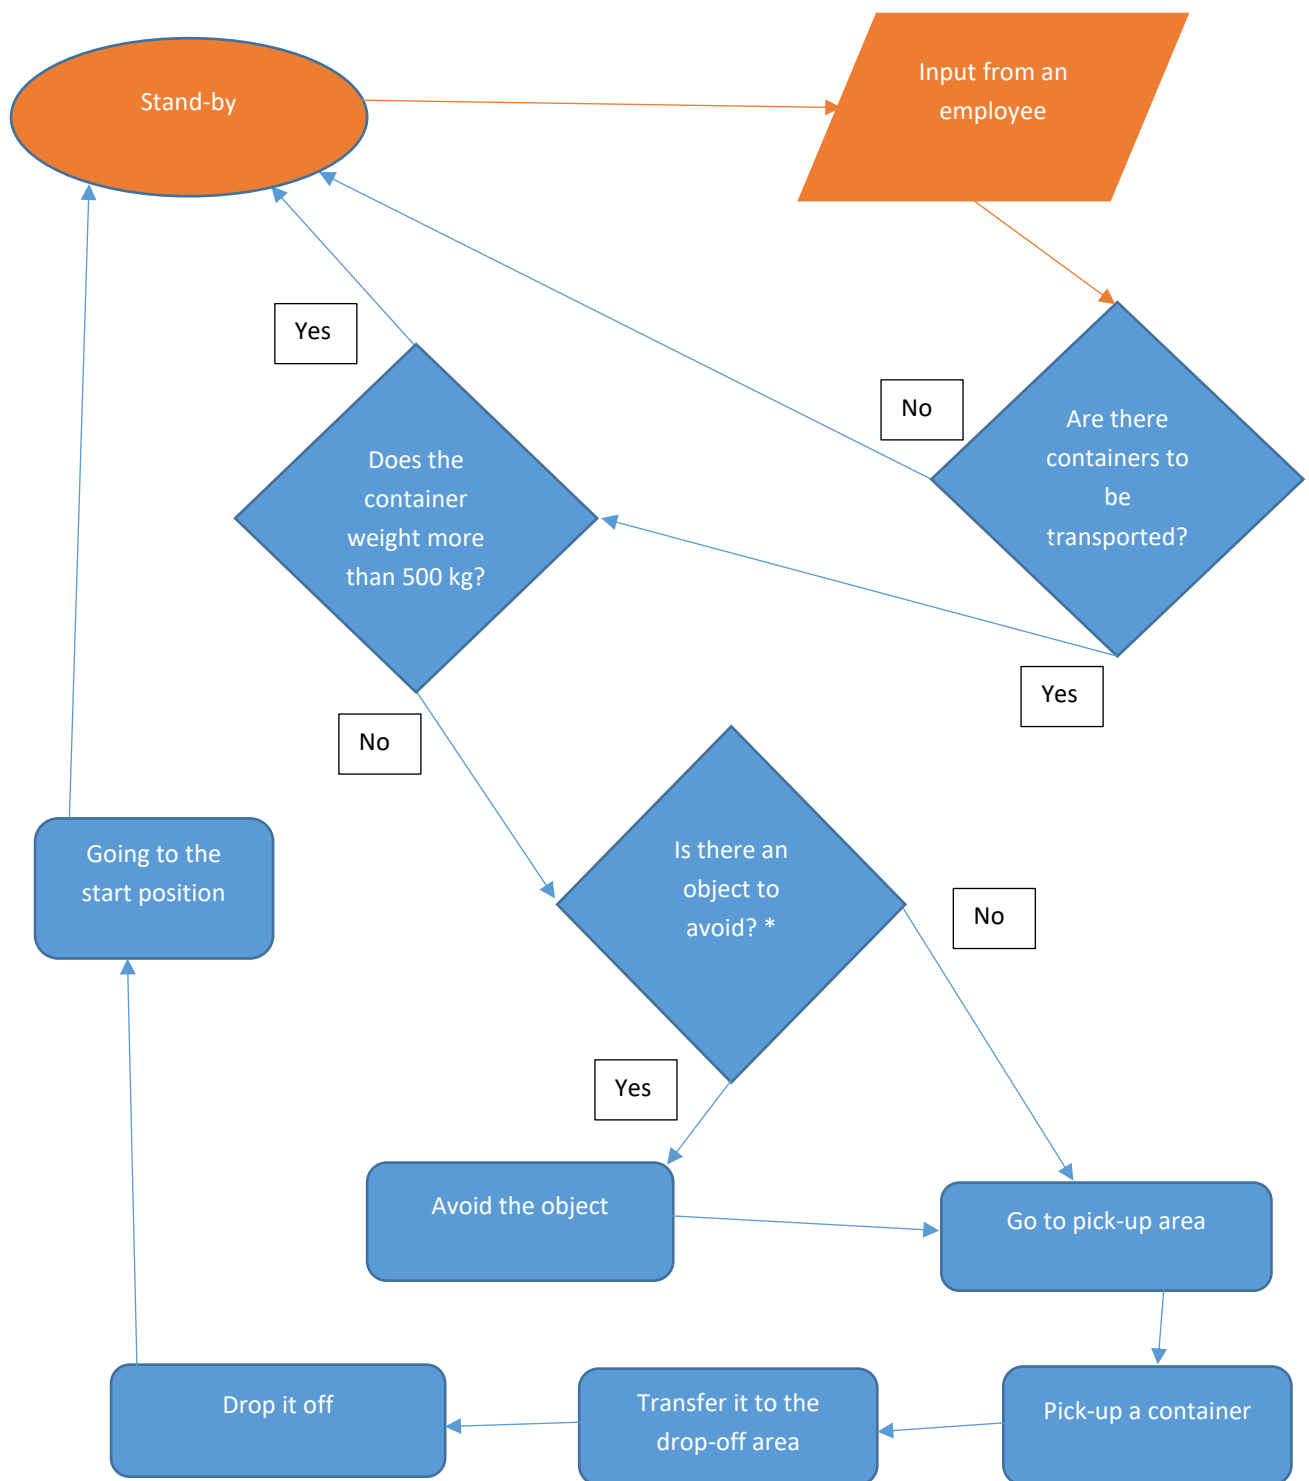 Stand-by
Input from an
employee
Yes
No
Are there
containers to
be
transported?
Does the
container
weight more
than 500 kg?
Yes
No
Is there an
object to
avoid? *
Going to the
start position
No
Yes
Avoid the object
Go to pick-up area
Drop it off
Transfer it to the
drop-off area
Pick-up a container